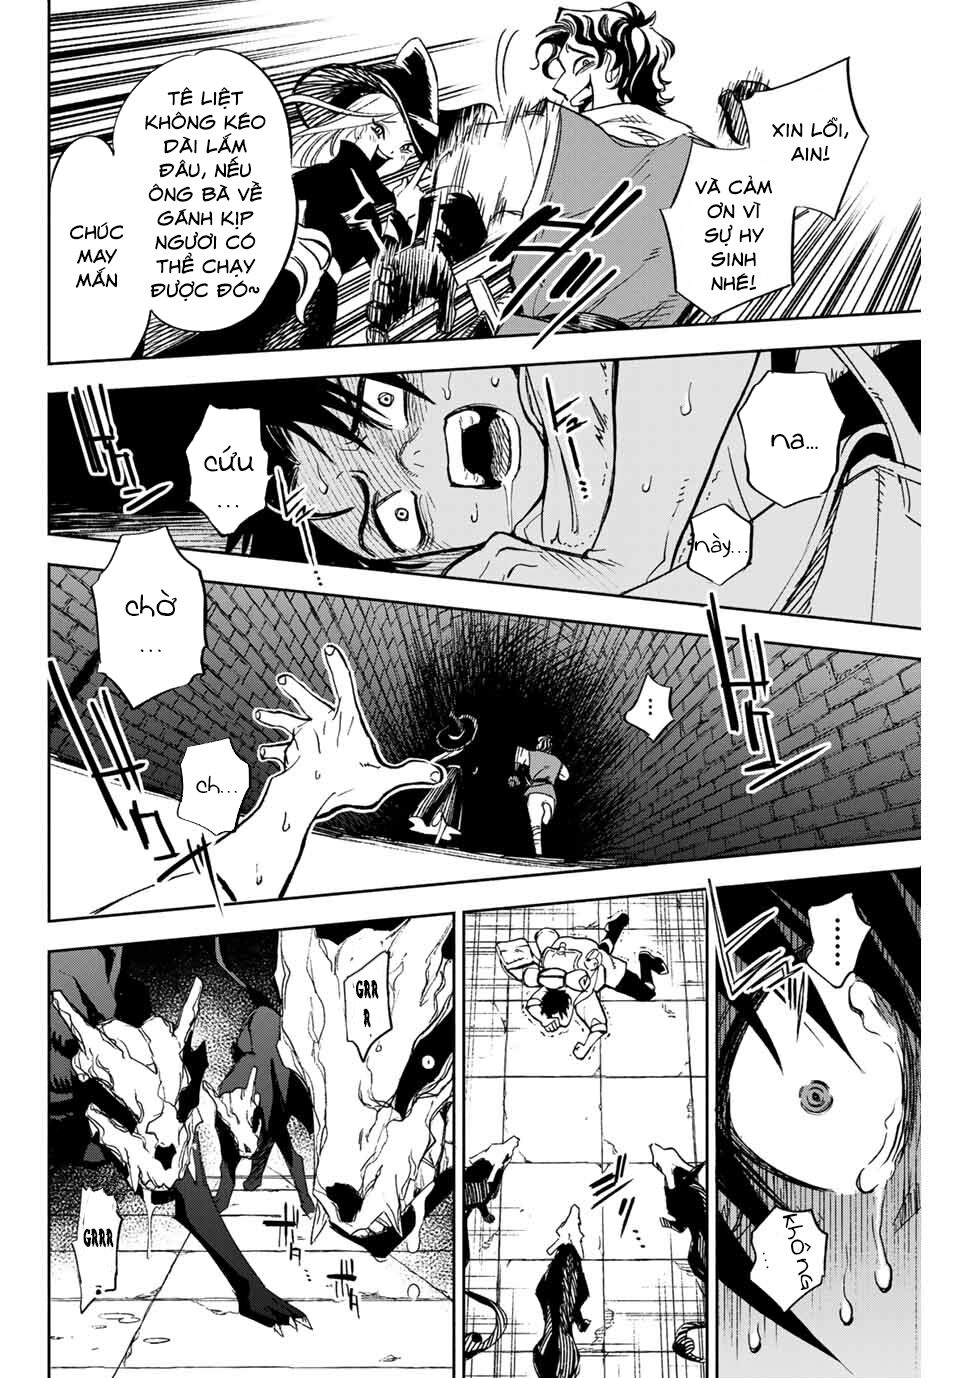 XIN LỖI,
AIN!
VÀ CẢM
ƠN VÌ
SỰ HY
SINH
NHÉ!
TÊ LIỆT
KHÔNG KÉO
DÀI LẮM
ĐÂU, NẾU
ÔNG BÀ VỀ
GÁNH KỊP
NGƯƠI CÓ
THỂ CHẠY
ĐƯỢC ĐÓ~
CHÚC
MAY
MẮN
na...
này...
cứu
...
chờ
...
ch...
......
......
không
...
GRR
R
GRRR